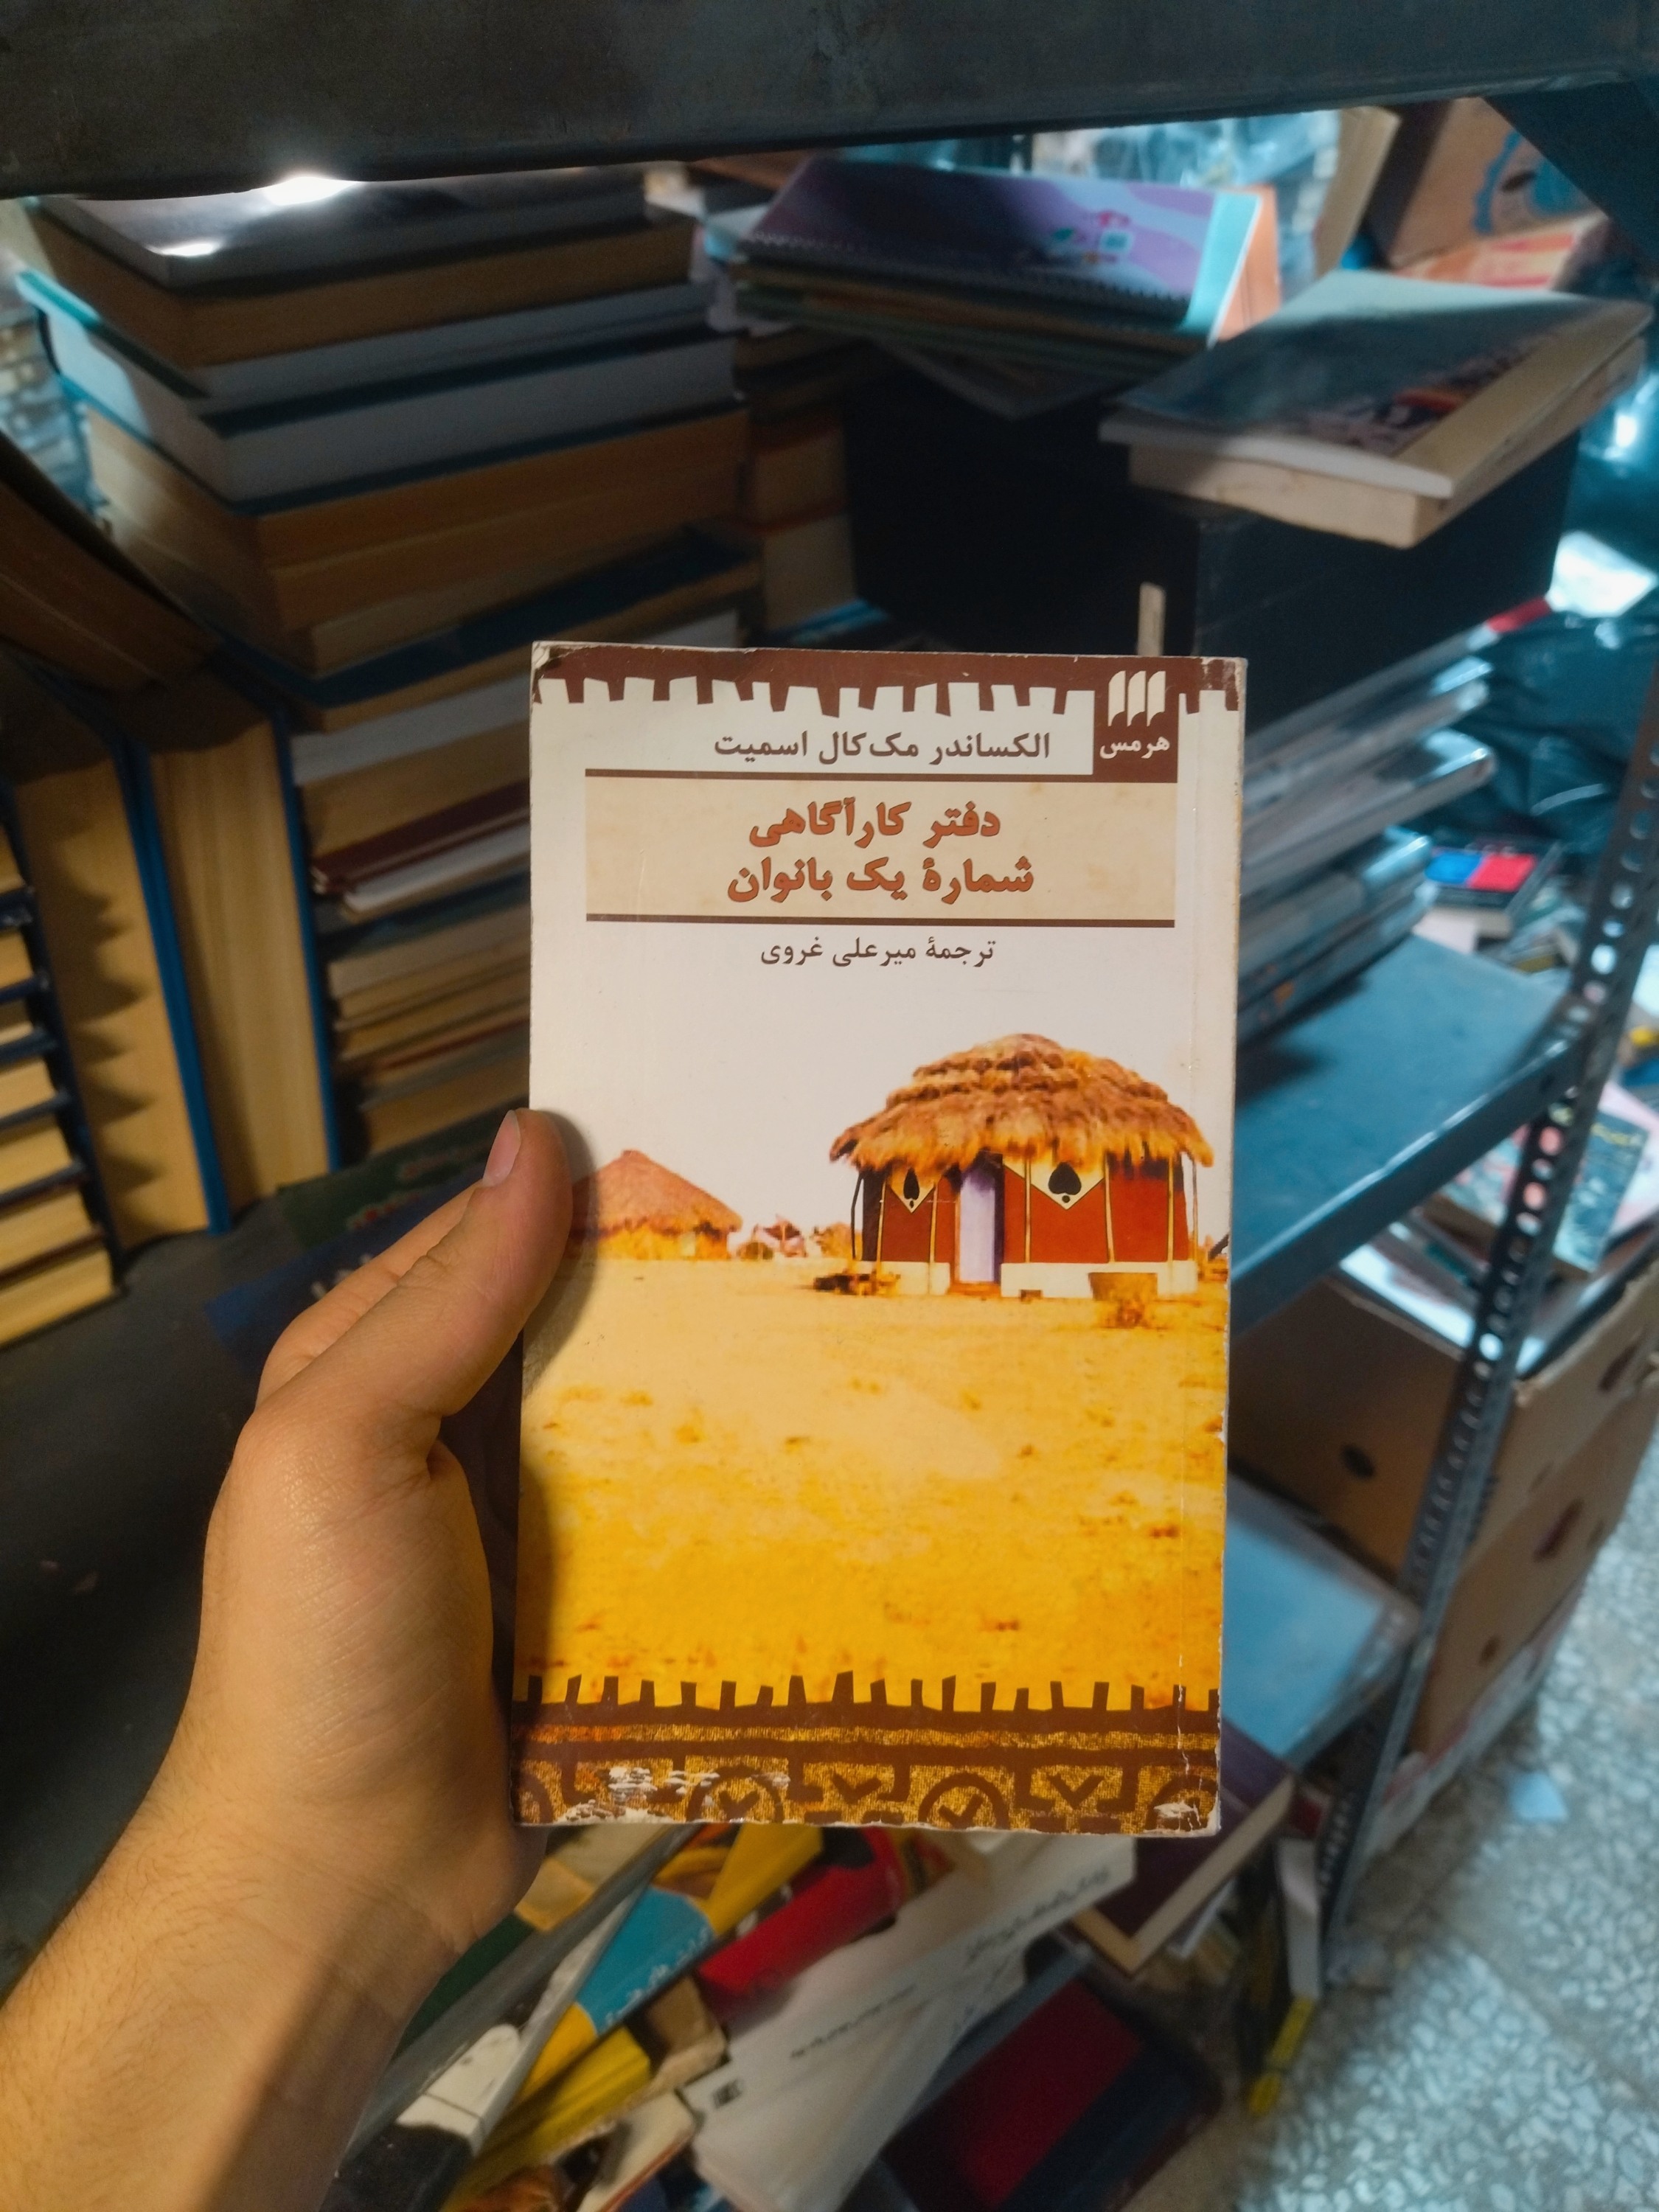 هرمس
الکساندر مک‌کال اسمیت
دفتر کارآگاهی
شمارهٔ یک بانوان
ترجمهٔ میرعلی غروی